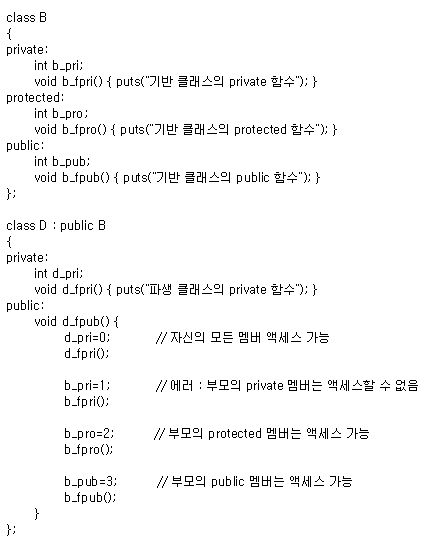 class B
{
private:
    int b_pri;
    void b_fpri() { puts("기반 클래스의 private 함수"); }
protected:
    int b_pro;
    void b_fpro() { puts("기반 클래스의 protected 함수"); }
public:
    int b_pub;
    void b_fpub() { puts("기반 클래스의 public 함수"); }
};

class D : public B
{
private:
    int d_pri;
    void d_fpri() { puts("파생 클래스의 private 함수"); }
public:
    void d_fpub() {
        d_pri=0;        // 자신의 모든 멤버 액세스 가능
        d_fpri();

        b_pri=1;        // 에러 : 부모의 private 멤버는 액세스할 수 없음
        b_fpri();

        b_pro=2;        // 부모의 protected 멤버는 액세스 가능
        b_fpro();

        b_pub=3;        // 부모의 public 멤버는 액세스 가능
        b_fpub();
    }
};